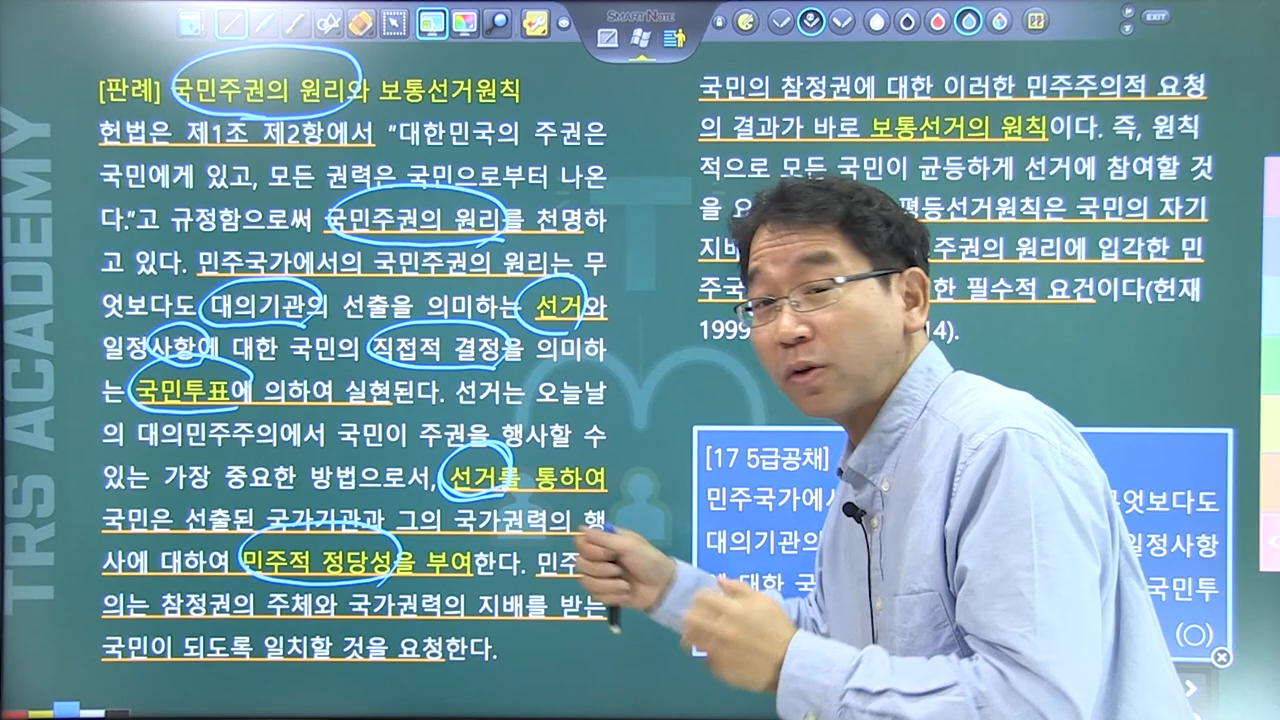 SMART NOTE
EXIT
TRS ACADEMY
[판례] 국민주권의 원리와 보통선거원칙
헌법은 제1조 제2항에서 "대한민국의 주권은
국민에게 있고, 모든 권력은 국민으로부터 나온
다."고 규정함으로써 국민주권의 원리를 천명하
고 있다. 민주국가에서의 국민주권의 원리는 무
엇보다도 대의기관의 선출을 의미하는 선거와
일정사항에 대한 국민의 직접적 결정을 의미하
는 국민투표에 의하여 실현된다. 선거는 오늘날
의 대의민주주의에서 국민이 주권을 행사할 수
있는 가장 중요한 방법으로서, 선거를 통하여
국민은 선출된 국가기관과 그의 국가권력의 행
사에 대하여 민주적 정당성을 부여한다. 민주
의는 참정권의 주체와 국가권력의 지배를 받는
국민이 되도록 일치할 것을 요청한다.
국민의 참정권에 대한 이러한 민주주의적 요청
의 결과가 바로 보통선거의 원칙이다. 즉, 원칙
적으로 모든 국민이 균등하게 선거에 참여할 것
을 평등선거원칙은 국민의 자기
지배 주권의 원리에 입각한 민
주국 한 필수적 요건이다(헌재
1999 14).
[17 5급공채]
민주국가에서 무엇보다도
대의기관의 일정사항
에 대한 국 국민투
(○)